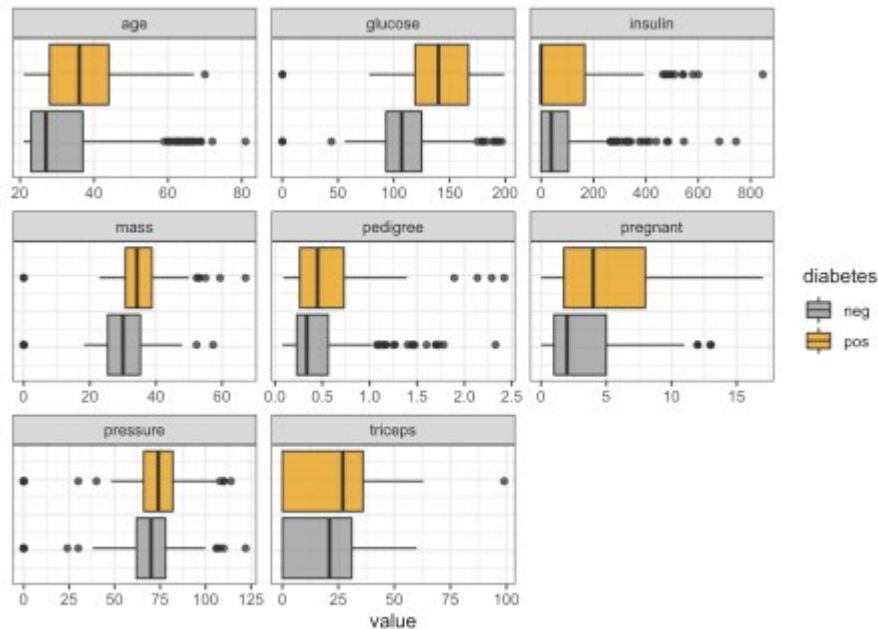 age glucose insulin
20 40 60 80 0 50 100 150 200 0 200 400 600 800
mass pedigree pregnant
0 20 40 60 0.0 0.5 1.0 1.5 2.0 2.5 0 5 10 15
diabetes
neg
pos
pressure triceps
0 25 50 75 100 125 0 25 50 75 100
value